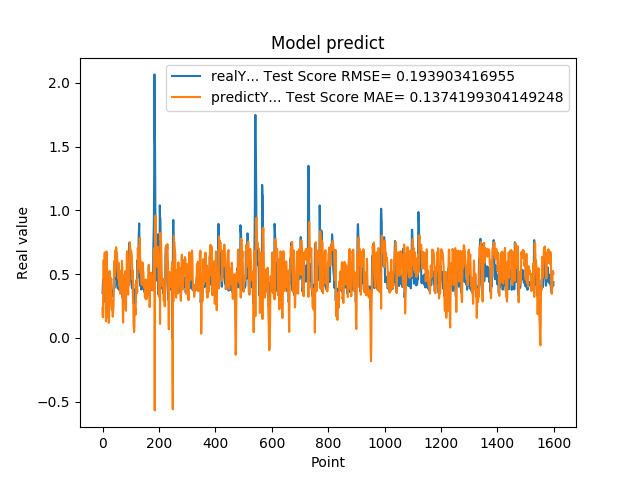 Model predict
realY... Test Score RMSE= 0.193903416955
predictY... Test Score MAE= 0.1374199304149248
2.0
1.5
1.0
0.5
0.0
−0.5
Real value
0 200 400 600 800 1000 1200 1400 1600
Point